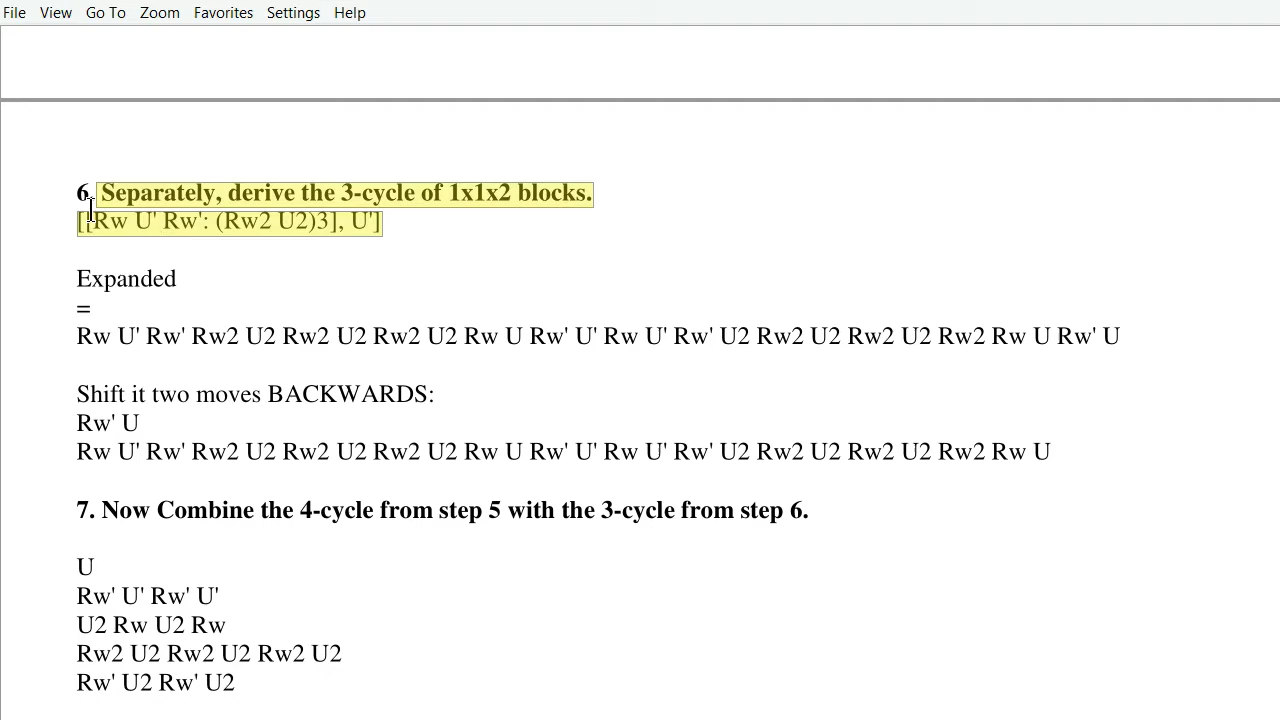 File View Go To Zoom Favorites Settings Help
6. Separately, derive the 3-cycle of 1x1x2 blocks.
[[Rw U' Rw': (Rw2 U2)3], U']
Expanded
=
Rw U' Rw' Rw2 U2 Rw2 U2 Rw2 U2 Rw U Rw' U' Rw U' Rw' U2 Rw2 U2 Rw2 U2 Rw2 Rw U Rw' U
Shift it two moves BACKWARDS:
Rw' U
Rw U' Rw' Rw2 U2 Rw2 U2 Rw2 U2 Rw U Rw' U' Rw U' Rw' U2 Rw2 U2 Rw2 U2 Rw2 Rw U
7. Now Combine the 4-cycle from step 5 with the 3-cycle from step 6.
U
Rw' U' Rw' U'
U2 Rw U2 Rw
Rw2 U2 Rw2 U2 Rw2 U2
Rw' U2 Rw' U2